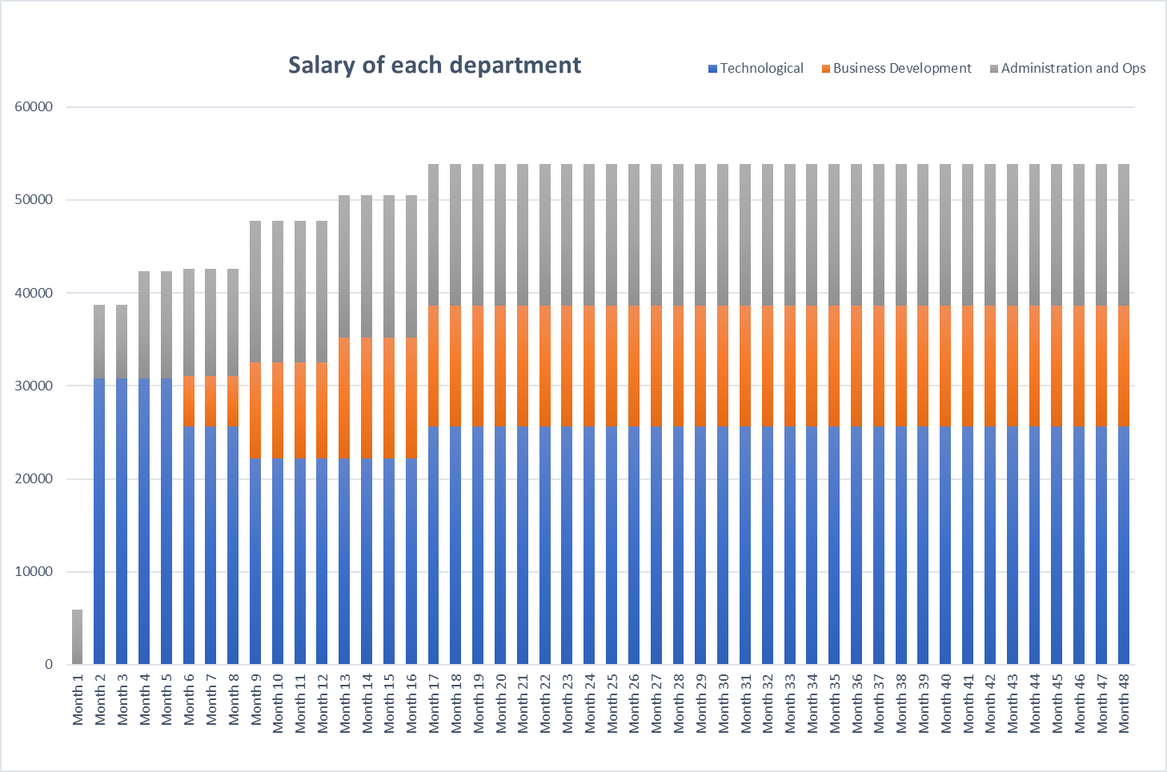 Salary of each department
Technological
Business Development
Administration and Ops
60000
50000
40000
30000
20000
10000
0
Month 1
Month 2
Month 3
Month 4
Month 5
Month 6
Month 7
Month 8
Month 9
Month 10
Month 11
Month 12
Month 13
Month 14
Month 15
Month 16
Month 17
Month 18
Month 19
Month 20
Month 21
Month 22
Month 23
Month 24
Month 25
Month 26
Month 27
Month 28
Month 29
Month 30
Month 31
Month 32
Month 33
Month 34
Month 35
Month 36
Month 37
Month 38
Month 39
Month 40
Month 41
Month 42
Month 43
Month 44
Month 45
Month 46
Month 47
Month 48